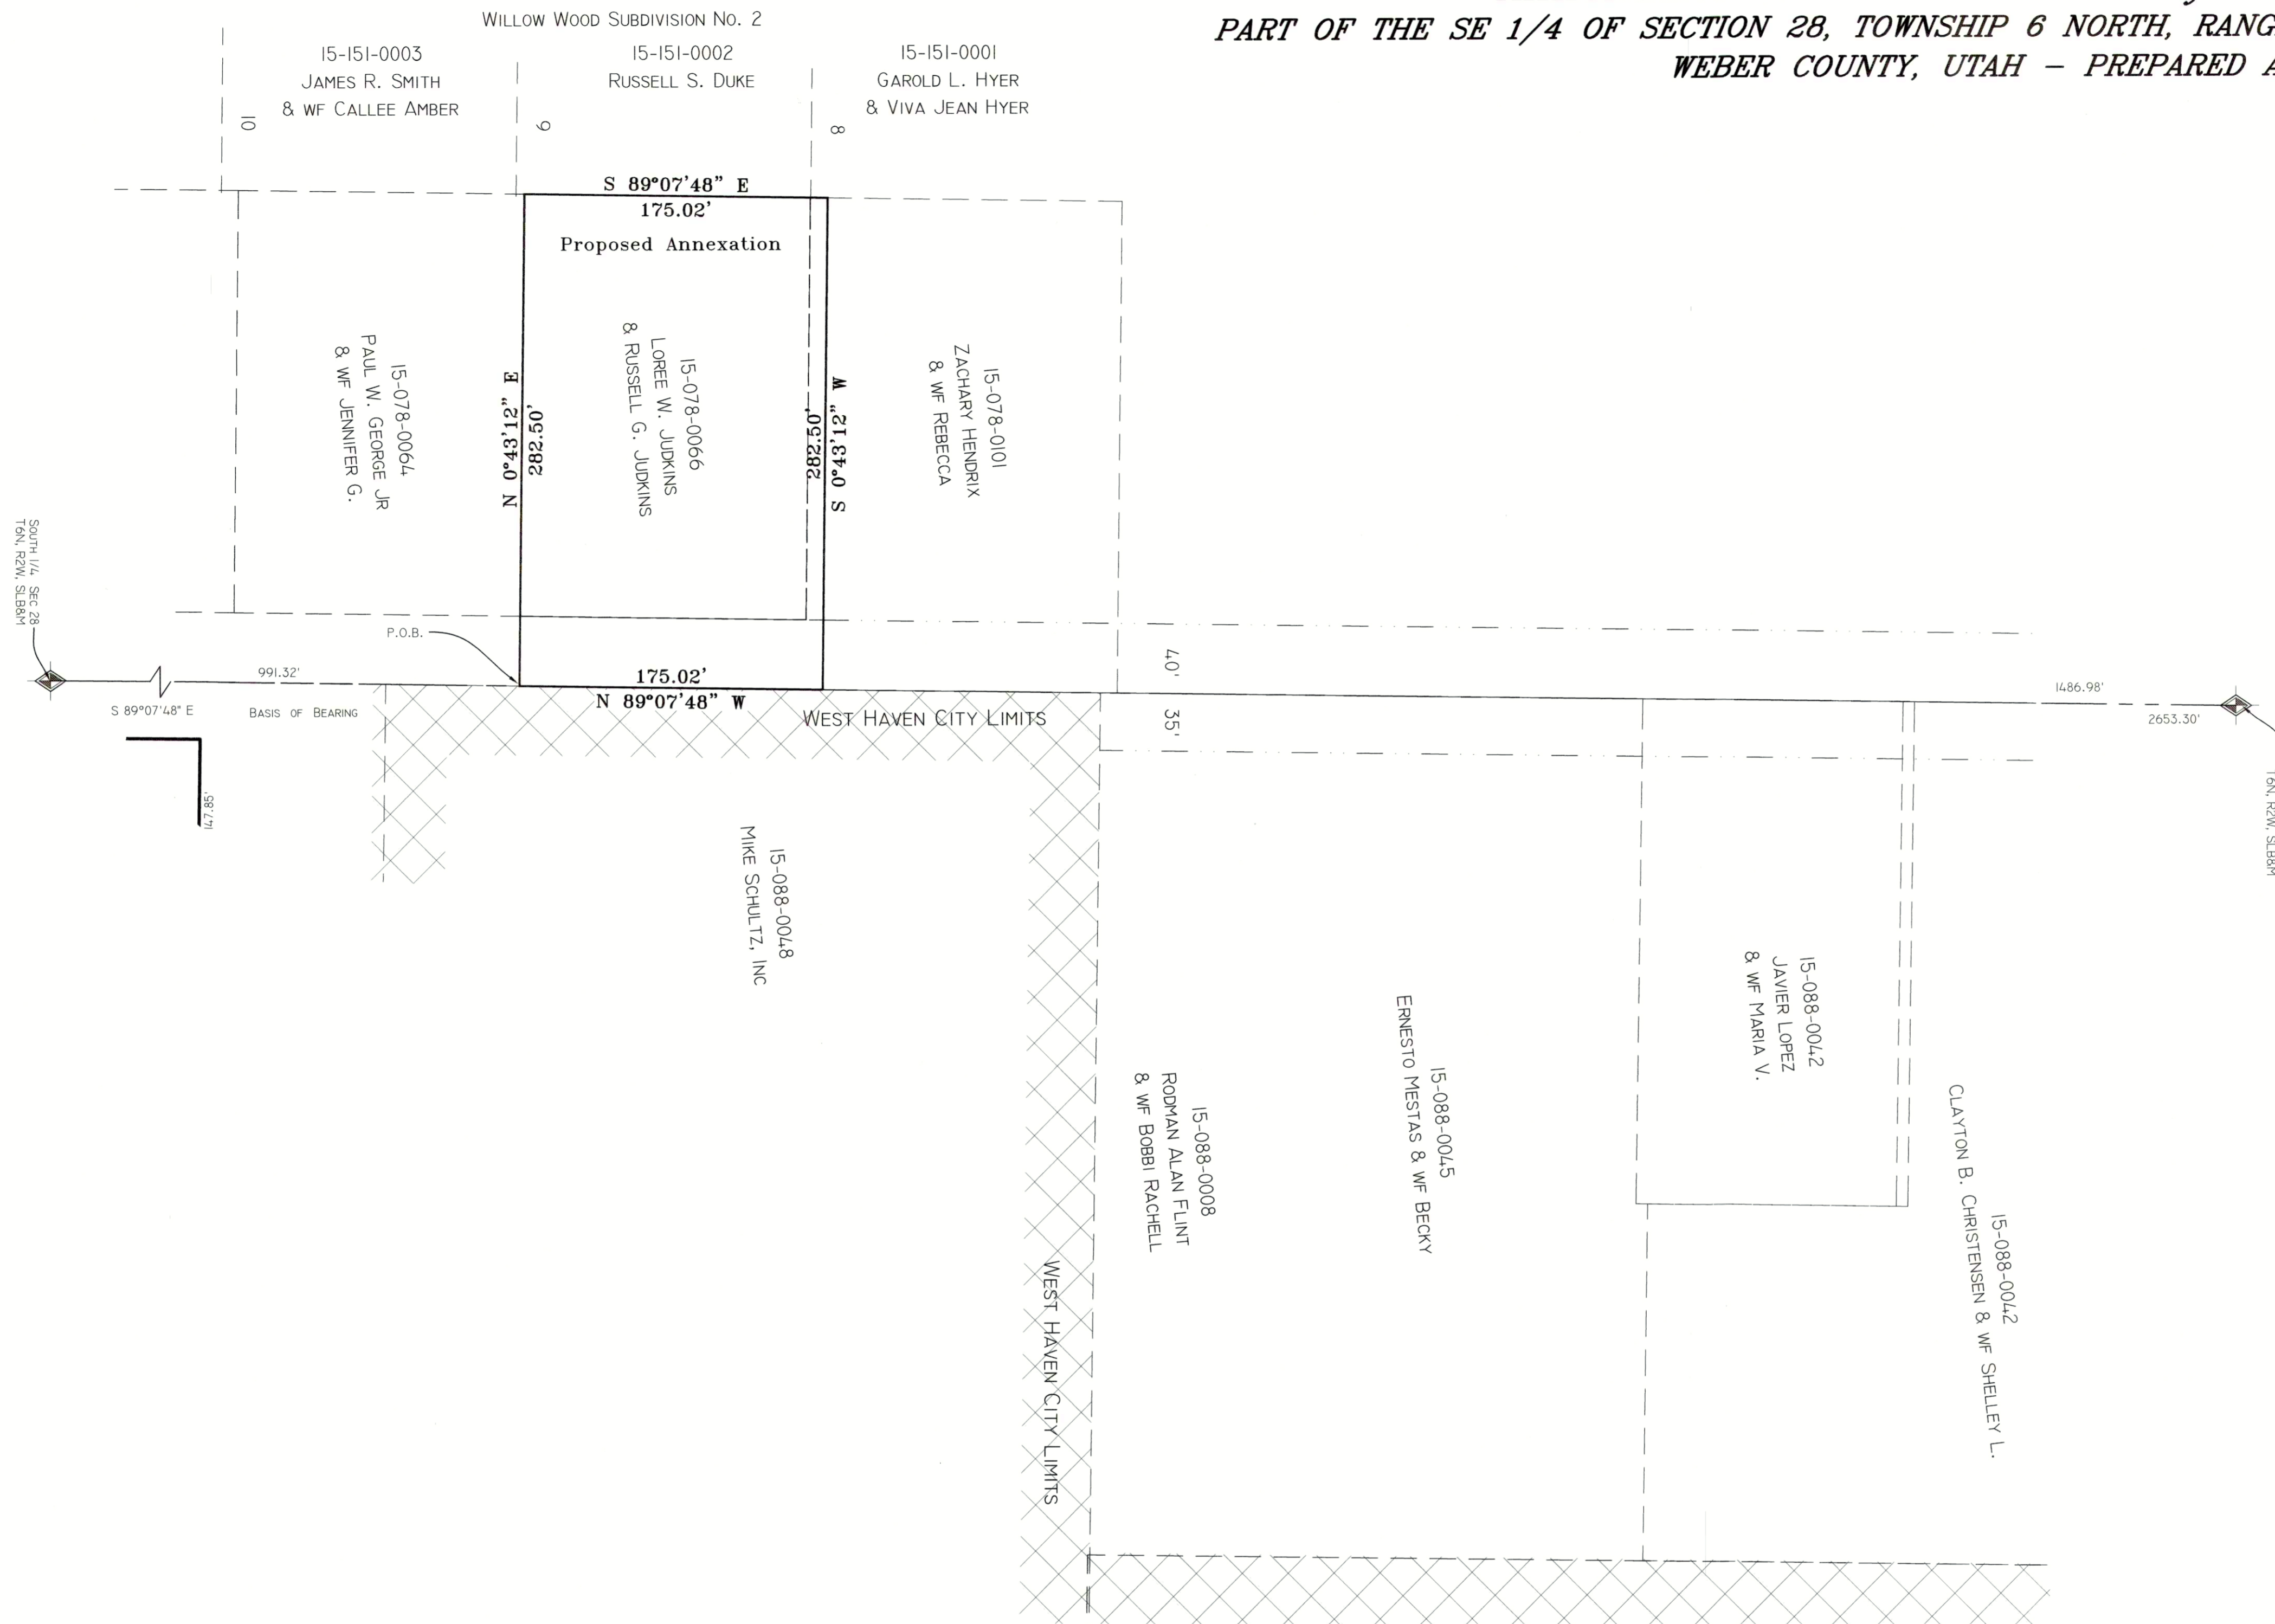 PART OF THE SE 1/4 OF SECTION 28, TOWNSHIP 6 NORTH, RANG
WEBER COUNTY, UTAH – PREPARED A
WILLOW WOOD SUBDIVISION NO. 2
15-151-0003
JAMES R. SMITH
& WF CALLEE AMBER
15-151-0002
RUSSELL S. DUKE
15-151-0001
GAROLD L. HYER
& VIVA JEAN HYER
10
9
8
S 89°07'48" E
175.02'
Proposed Annexation
15-078-0064
PAUL W. GEORGE JR
& WF JENNIFER G.
N 0°43'12" E
282.50'
15-078-0066
LOREE W. JUDKINS
& RUSSELL G. JUDKINS
282.50'
S 0°43'12" W
15-078-0101
ZACHARY HENDRIX
& WF REBECCA
SOUTH 1/4 SEC 28
T6N, R2W, SLB&M
P.O.B.
991.32'
S 89°07'48" E
BASIS OF BEARING
175.02'
N 89°07'48" W
WEST HAVEN CITY LIMITS
40'
35'
1486.98'
2653.30'
T6N, R2W, SLB&M
147.85'
15-088-0048
MIKE SCHULTZ, INC
WEST HAVEN CITY LIMITS
15-088-0008
RODMAN ALAN FLINT
& WF BOBBI RACHELL
15-088-0045
ERNESTO MESTAS & WF BECKY
15-088-0042
JAVIER LOPEZ
& WF MARIA V.
15-088-0042
CLAYTON B. CHRISTENSEN & WF SHELLEY L.